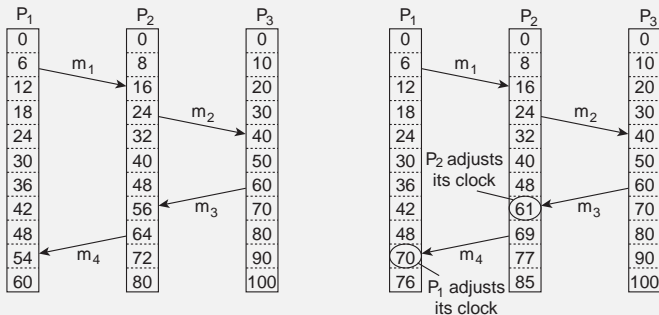 P1 P2 P3 P1 P2 P3
0 0 0 0 0 0
6 m1 8 10 6 m1 8 10
12 16 20 12 16 20
18 24 m2 30 18 24 m2 30
24 32 40 24 32 40
30 40 50 30 P2 adjusts 40 50
36 48 60 36 its clock 48 60
42 56 m3 70 42 61 m3 70
48 64 80 48 69 80
54 m4 72 90 70 m4 77 90
60 80 100 76 P1 adjusts 85 100
its clock